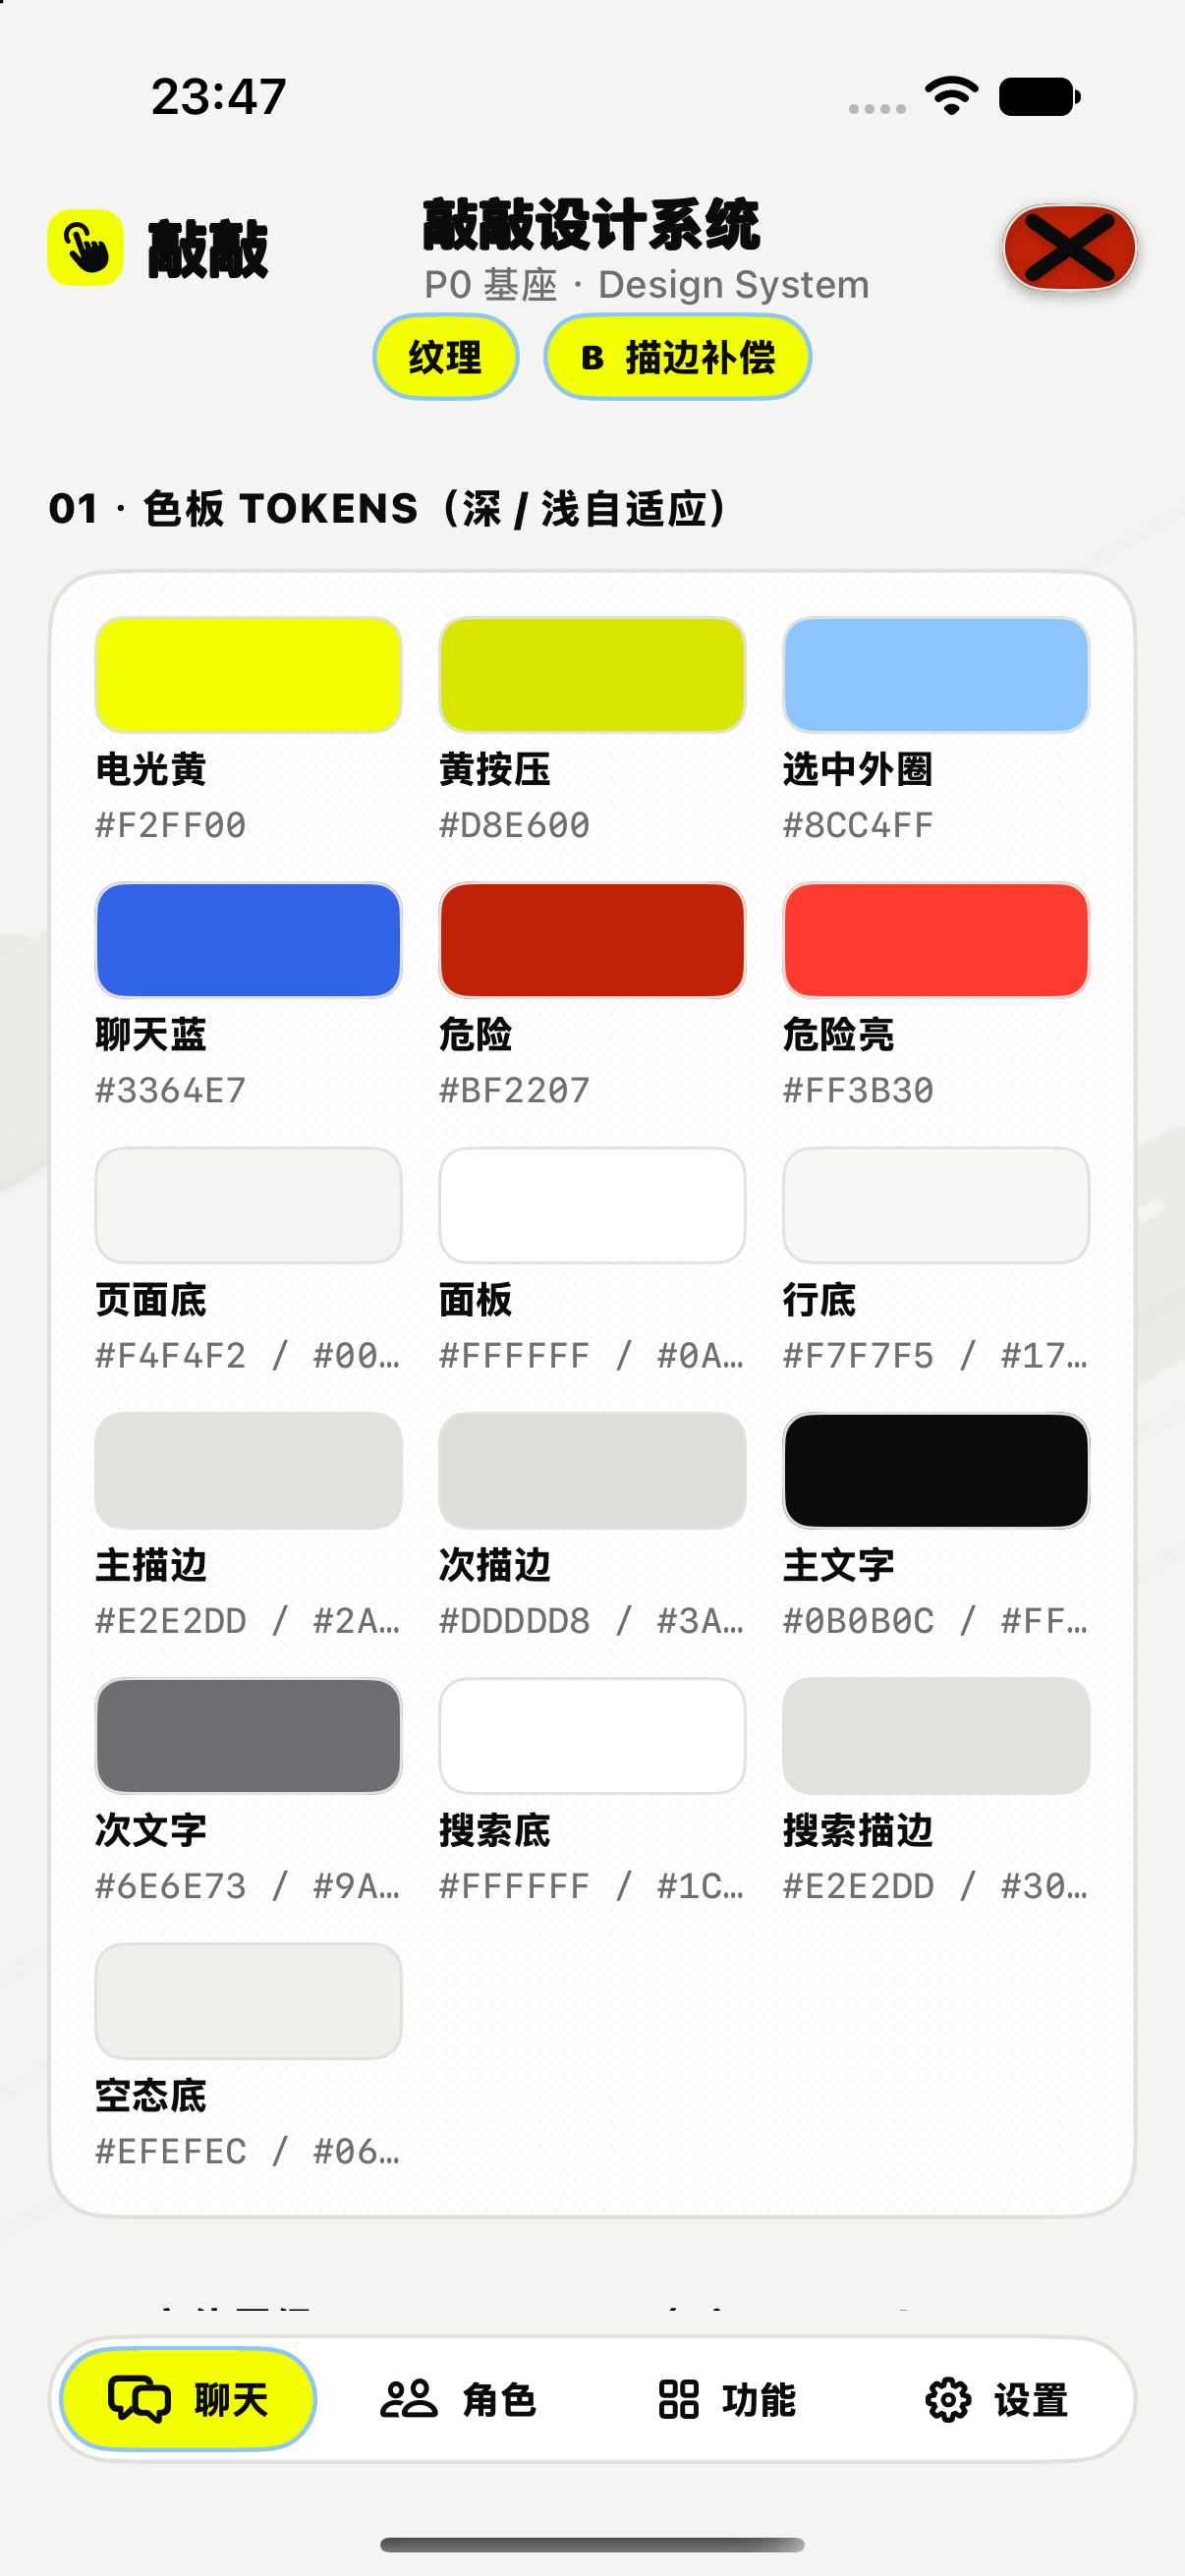 23:47
敲敲
敲敲设计系统
P0 基座 · Design System
纹理
B 描边补偿
01 · 色板 TOKENS（深 / 浅自适应）
电光黄
黄按压
选中外圈
#F2FF00
#D8E600
#8CC4FF
聊天蓝
危险
危险亮
#3364E7
#BF2207
#FF3B30
页面底
面板
行底
#F4F4F2 / #00…
#FFFFFF / #0A…
#F7F7F5 / #17…
主描边
次描边
主文字
#E2E2DD / #2A…
#DDDDD8 / #3A…
#0B0B0C / #FF…
次文字
搜索底
搜索描边
#6E6E73 / #9A…
#FFFFFF / #1C…
#E2E2DD / #30…
空态底
#EFEFEC / #06…
聊天
角色
功能
设置